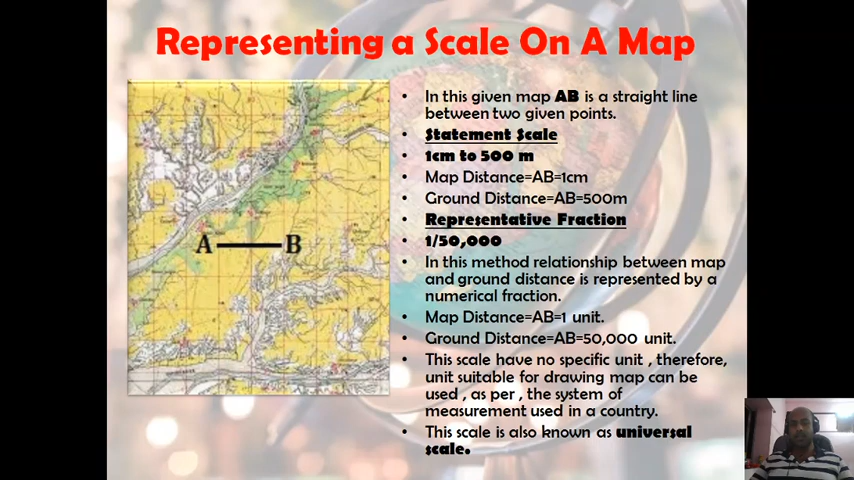 Representing a Scale On A Map
• In this given map AB is a straight line
between two given points.
• Statement Scale
• 1cm to 500 m
• Map Distance=AB=1cm
• Ground Distance=AB=500m
• Representative Fraction
• 1/50,000
• In this method relationship between map
and ground distance is represented by a
numerical fraction.
• Map Distance=AB=1 unit.
• Ground Distance=AB=50,000 unit.
• This scale have no specific unit , therefore,
unit suitable for drawing map can be
used , as per , the system of
measurement used in a country.
• This scale is also known as universal
scale.
A B